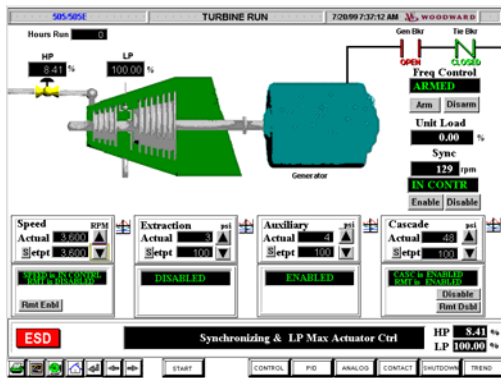 505/505E TURBINE RUN 7/20/99 7:37:12 AM WOODWARD
Hours Run 0
Gen Bkr Tie Bkr
OPEN CLOSED
HP LP
8.41 % 100.00 %
Freq Control
ARMED
Arm Disarm
Unit Load
0.00 %
Sync
129 rpm
IN CONTR
Enable Disable
Generator
Speed RPM
Actual 3,600
Setpt 3,600
SPEED is IN CONTRL
RMT is DISABLED
Rmt Enbl
Extraction psi
Actual 3
Setpt 100
DISABLED
Auxiliary psi
Actual 4
Setpt 100
ENABLED
Cascade psi
Actual 48
Setpt 100
CASC is ENABLED
RMT is ENABLED
Disable
Rmt Dsbl
ESD Synchronizing & LP Max Actuator Ctrl
HP 8.41 %
LP 100.00 %
START CONTROL PID ANALOG CONTACT SHUTDOWN TREND